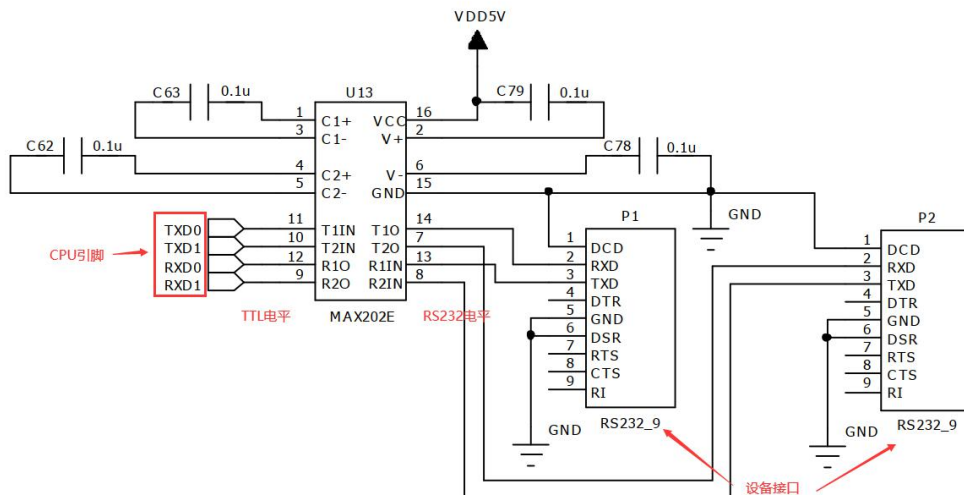 VDD5V
C63 0.1u
U13
C79 0.1u
1 C1+ VCC 16
3 C1- V+ 2
C62 0.1u
C78 0.1u
4 C2+ V- 6
5 C2- GND 15
GND
P1
P2
CPU引脚
TXD0 11 T1IN T1O 14
TXD1 10 T2IN T2O 7
RXD0 12 R1O R1IN 13
RXD1 9 R2O R2IN 8
TTL电平
MAX202E
RS232电平
1 DCD
2 RXD
3 TXD
4 DTR
5 GND
6 DSR
7 RTS
8 CTS
9 RI
RS232_9
GND
1 DCD
2 RXD
3 TXD
4 DTR
5 GND
6 DSR
7 RTS
8 CTS
9 RI
RS232_9
GND
设备接口